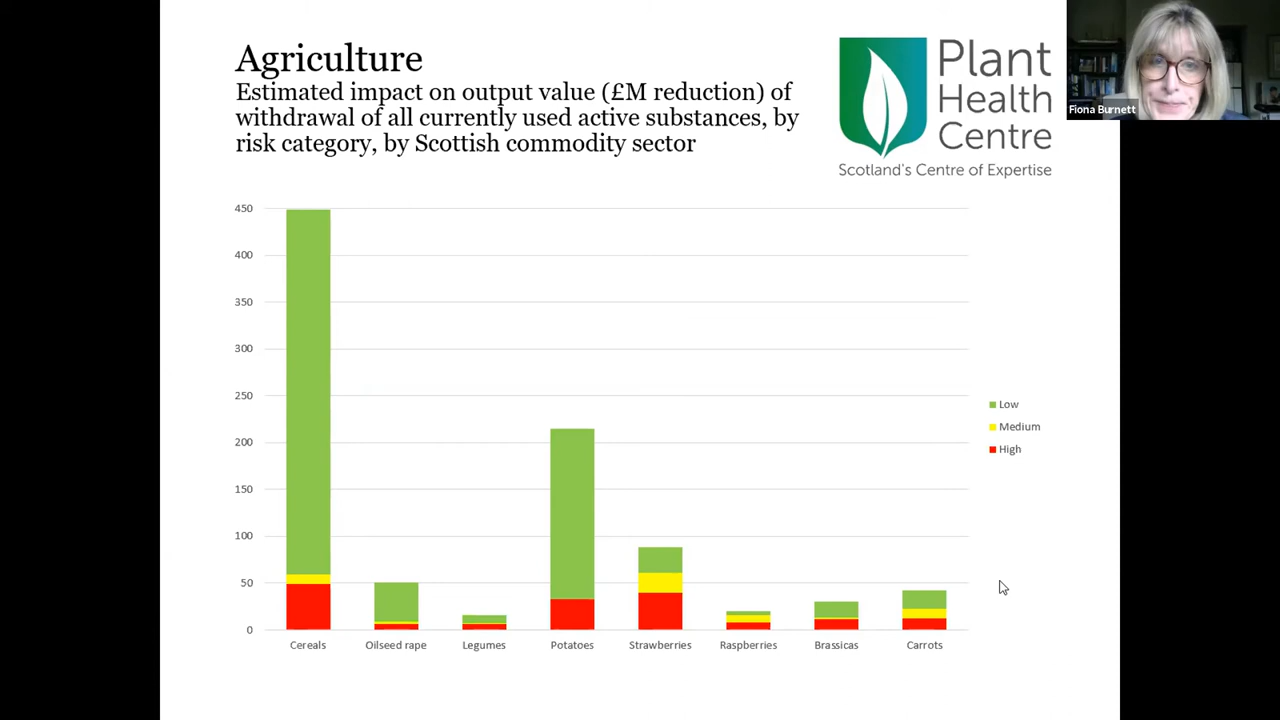 Agriculture
Estimated impact on output value (£M reduction) of
withdrawal of all currently used active substances, by
risk category, by Scottish commodity sector
Plant
Health
Centre
Scotland's Centre of Expertise
Fiona Burnett
450
400
350
300
250
200
150
100
50
0
Low
Medium
High
Cereals Oilseed rape Legumes Potatoes Strawberries Raspberries Brassicas Carrots